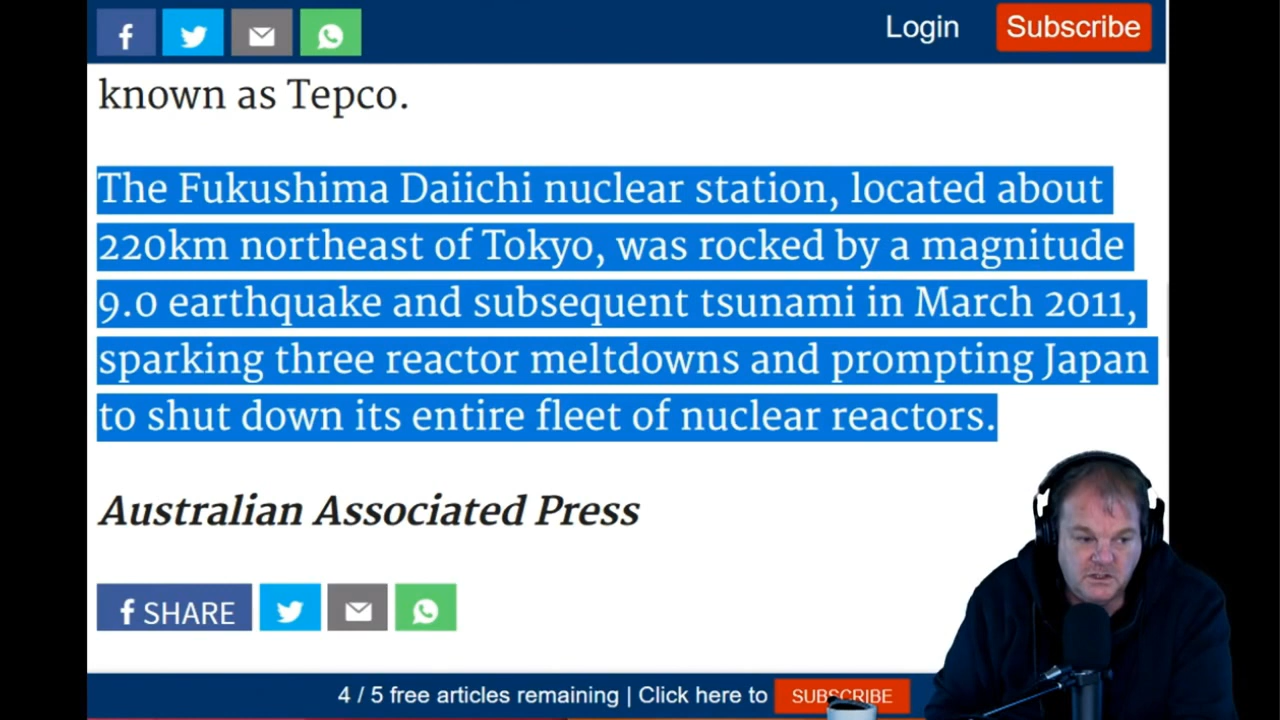 f
Login
Subscribe
known as Tepco.
The Fukushima Daiichi nuclear station, located about
220km northeast of Tokyo, was rocked by a magnitude
9.0 earthquake and subsequent tsunami in March 2011,
sparking three reactor meltdowns and prompting Japan
to shut down its entire fleet of nuclear reactors.
Australian Associated Press
f SHARE
4 / 5 free articles remaining | Click here to SUBSCRIBE